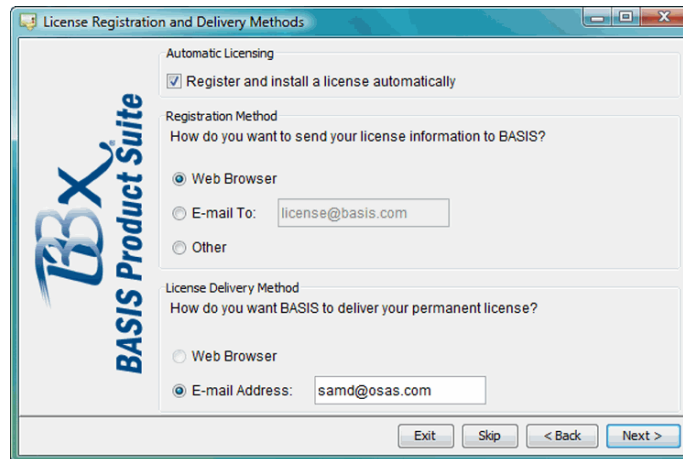 License Registration and Delivery Methods
Automatic Licensing
Register and install a license automatically
Registration Method
How do you want to send your license information to BASIS?
Web Browser
E-mail To: license@basis.com
Other
License Delivery Method
How do you want BASIS to deliver your permanent license?
Web Browser
E-mail Address: samd@osas.com
BBx®
BASIS Product Suite
Exit Skip < Back Next >